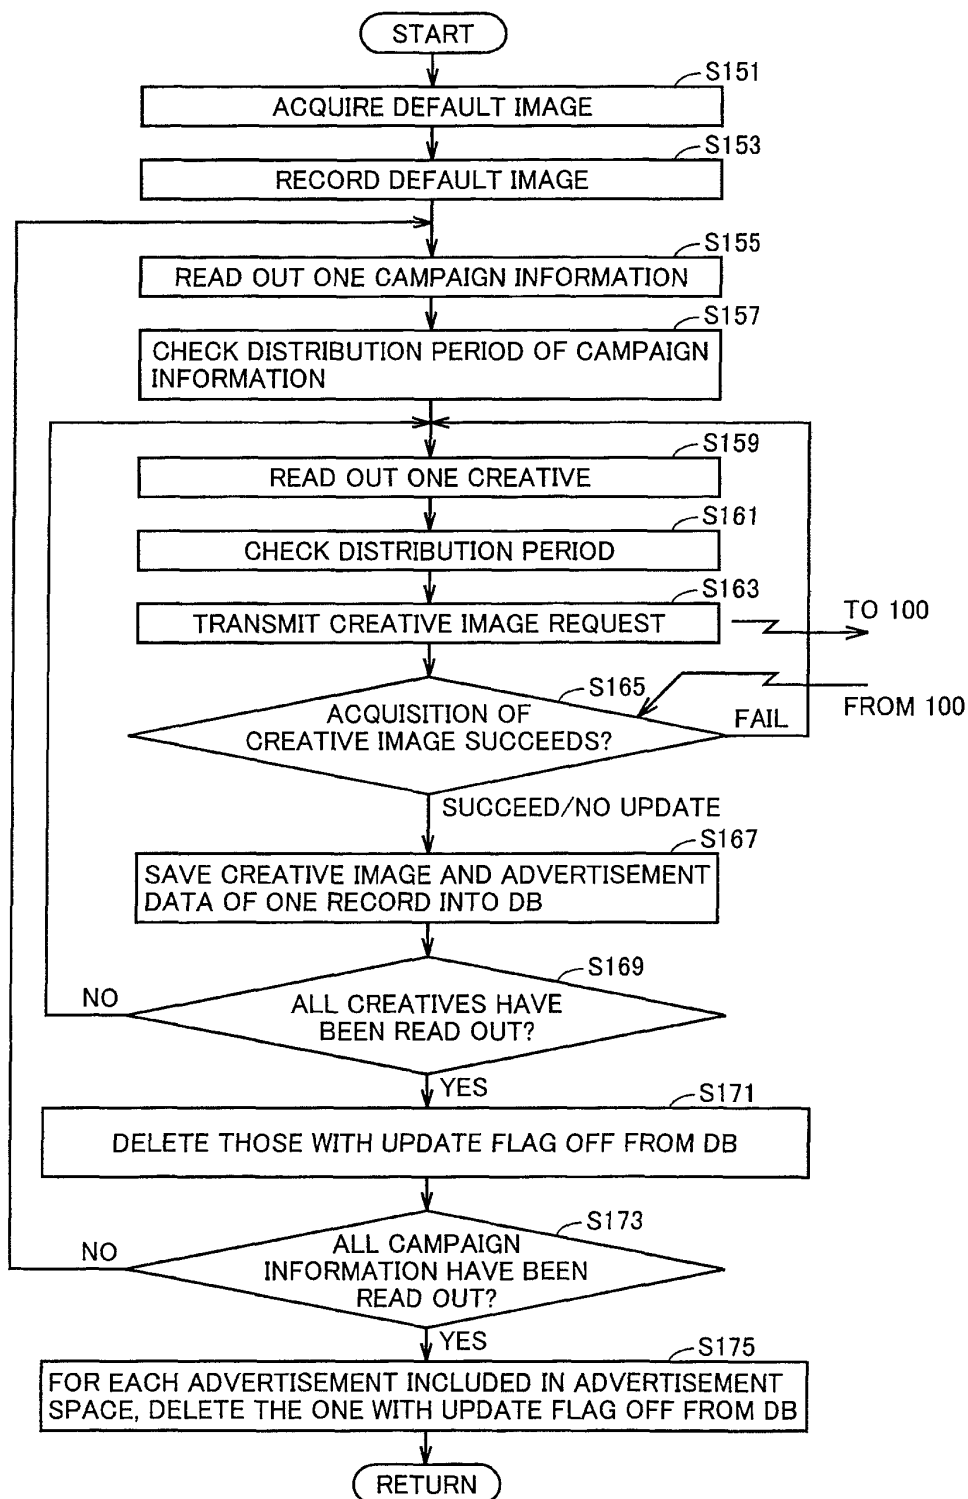 START
S151
ACQUIRE DEFAULT IMAGE
S153
RECORD DEFAULT IMAGE
S155
READ OUT ONE CAMPAIGN INFORMATION
S157
CHECK DISTRIBUTION PERIOD OF CAMPAIGN
INFORMATION
S159
READ OUT ONE CREATIVE
S161
CHECK DISTRIBUTION PERIOD
S163
TRANSMIT CREATIVE IMAGE REQUEST
TO 100
S165
FROM 100
ACQUISITION OF
CREATIVE IMAGE SUCCEEDS?
FAIL
SUCCEED/NO UPDATE
S167
SAVE CREATIVE IMAGE AND ADVERTISEMENT
DATA OF ONE RECORD INTO DB
S169
NO
ALL CREATIVES HAVE
BEEN READ OUT?
YES
S171
DELETE THOSE WITH UPDATE FLAG OFF FROM DB
S173
NO
ALL CAMPAIGN
INFORMATION HAVE BEEN
READ OUT?
YES
S175
FOR EACH ADVERTISEMENT INCLUDED IN ADVERTISEMENT
SPACE, DELETE THE ONE WITH UPDATE FLAG OFF FROM DB
RETURN